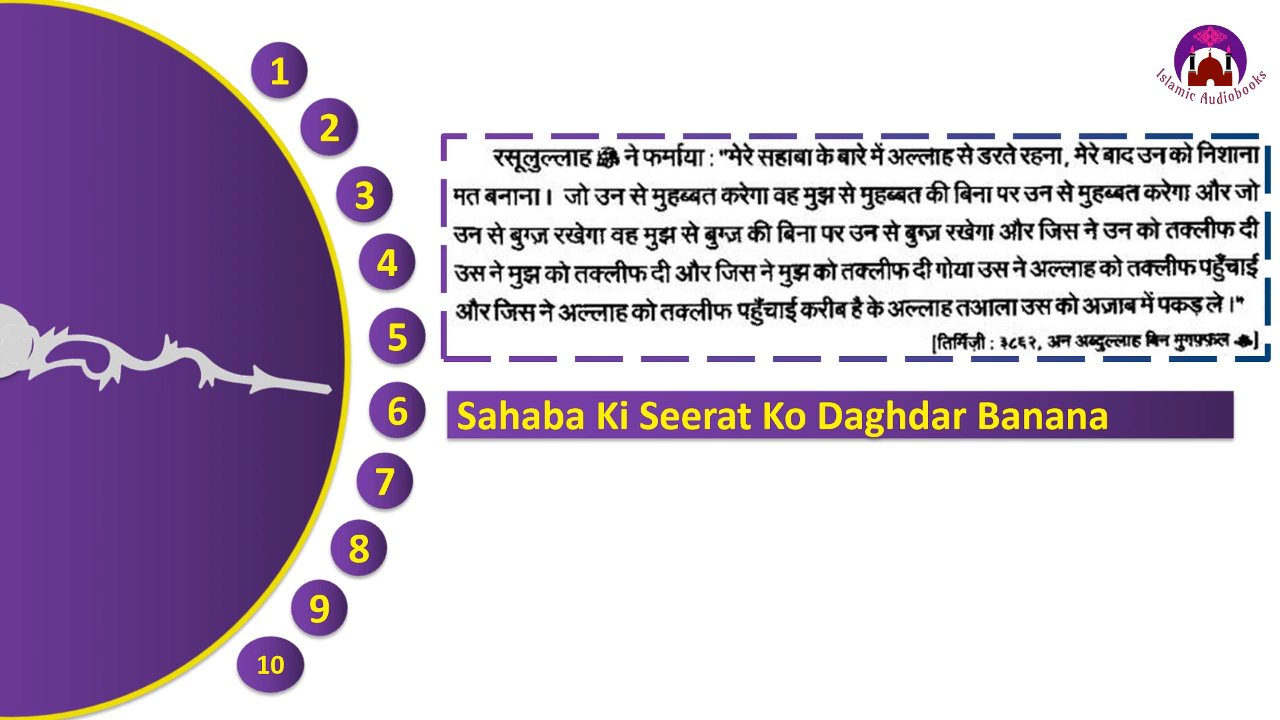 1
2
3
4
5
6
7
8
9
10
Islamic Audiobooks
रसूलुल्लाह ﷺ ने फर्माया : "मेरे सहाबा के बारे में अल्लाह से डरते रहना, मेरे बाद उन को निशाना
मत बनाना। जो उन से मुहब्बत करेगा वह मुझ से मुहब्बत की बिना पर उन से मुहब्बत करेगा और जो
उन से बुग्ज़ रखेगा वह मुझ से बुग्ज़ की बिना पर उन से बुग्ज़ रखेगा और जिस ने उन को तक्लीफ दी
उस ने मुझ को तक्लीफ दी और जिस ने मुझ को तक्लीफ दी गोया उस ने अल्लाह को तक्लीफ पहुँचाई
और जिस ने अल्लाह को तक्लीफ पहुँचाई करीब है के अल्लाह तआला उस को अज़ाब में पकड़ ले।"
[तिर्मिज़ी : ३८६२, अन अब्दुल्लाह बिन मुगफ़्फ़ल]
Sahaba Ki Seerat Ko Daghdar Banana